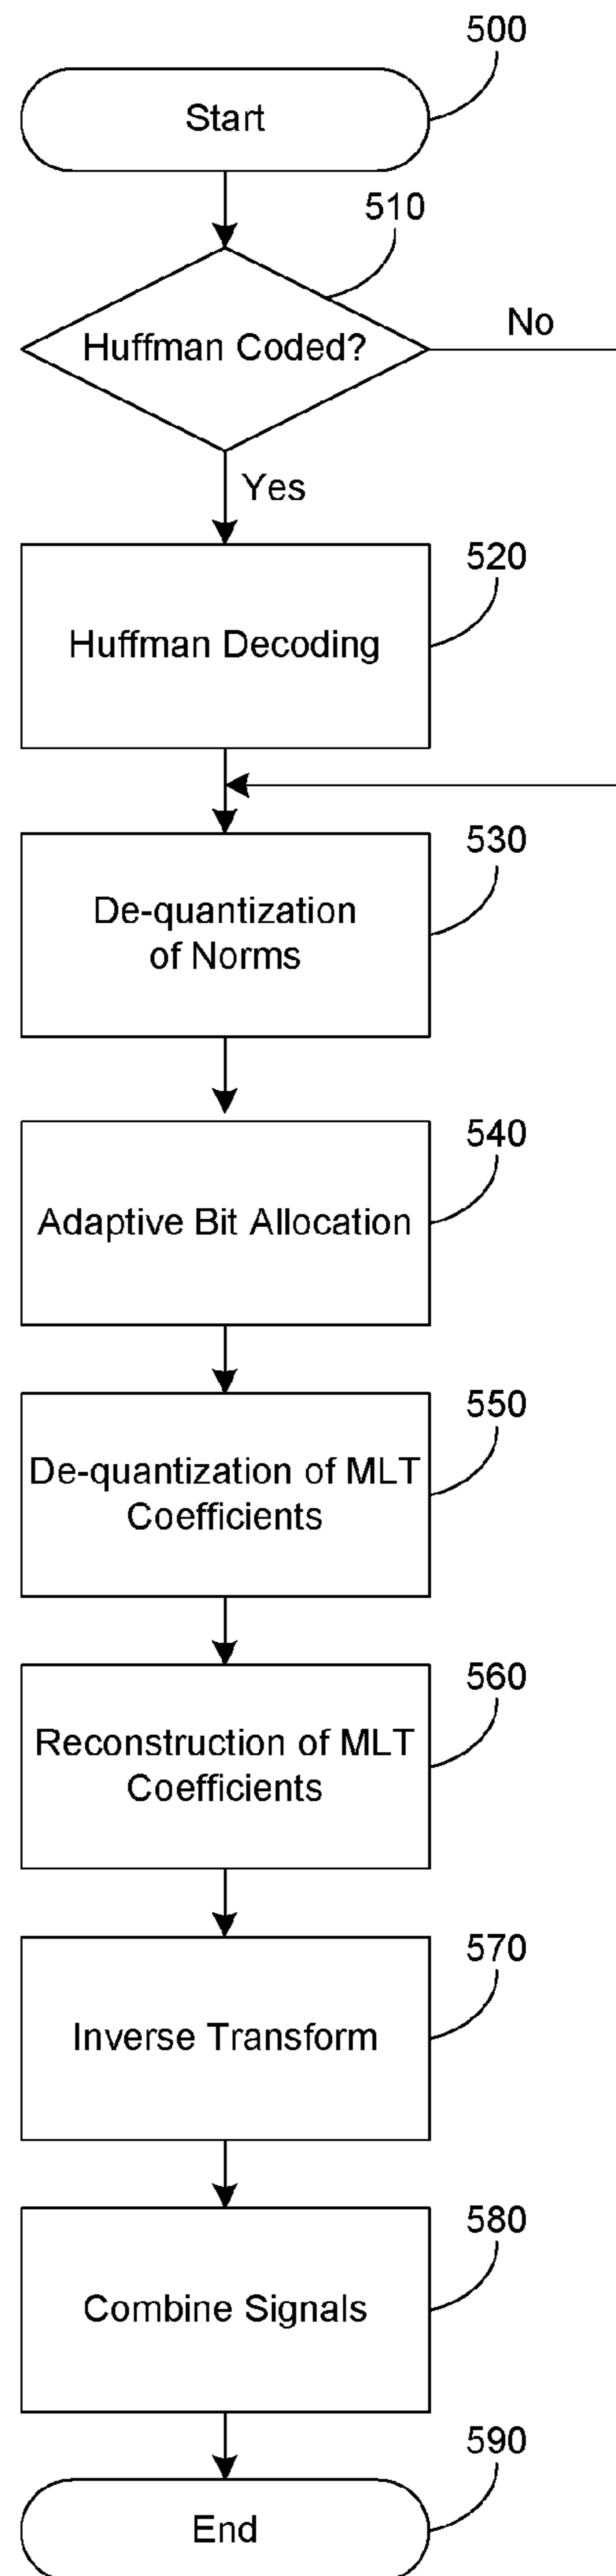 500
Start
510
Huffman Coded?
No
Yes
520
Huffman Decoding
530
De-quantization
of Norms
540
Adaptive Bit Allocation
550
De-quantization of MLT
Coefficients
560
Reconstruction of MLT
Coefficients
570
Inverse Transform
580
Combine Signals
590
End